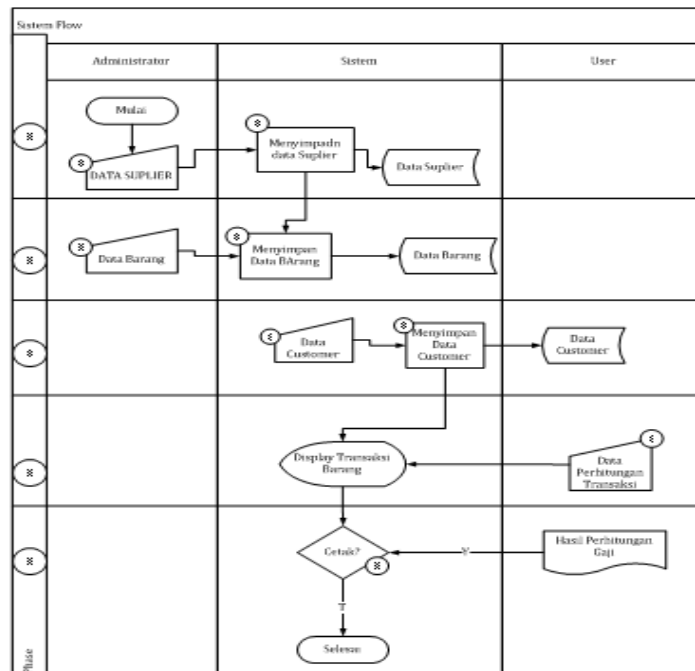 Sistem Flow
Administrator
Sistem
User
Mulai
DATA SUPLIER
Menyimpadn
data Suplier
Data Suplier
Data Barang
Menyimpan
Data BArang
Data Barang
Data
Customer
Menyimpan
Data
Customer
Data
Customer
Display Transaksi
Barang
Data
Perhitungan
Transaksi
Cetak?
Y
Hasil Perhitungan
Gaji
T
Selesai
Phase